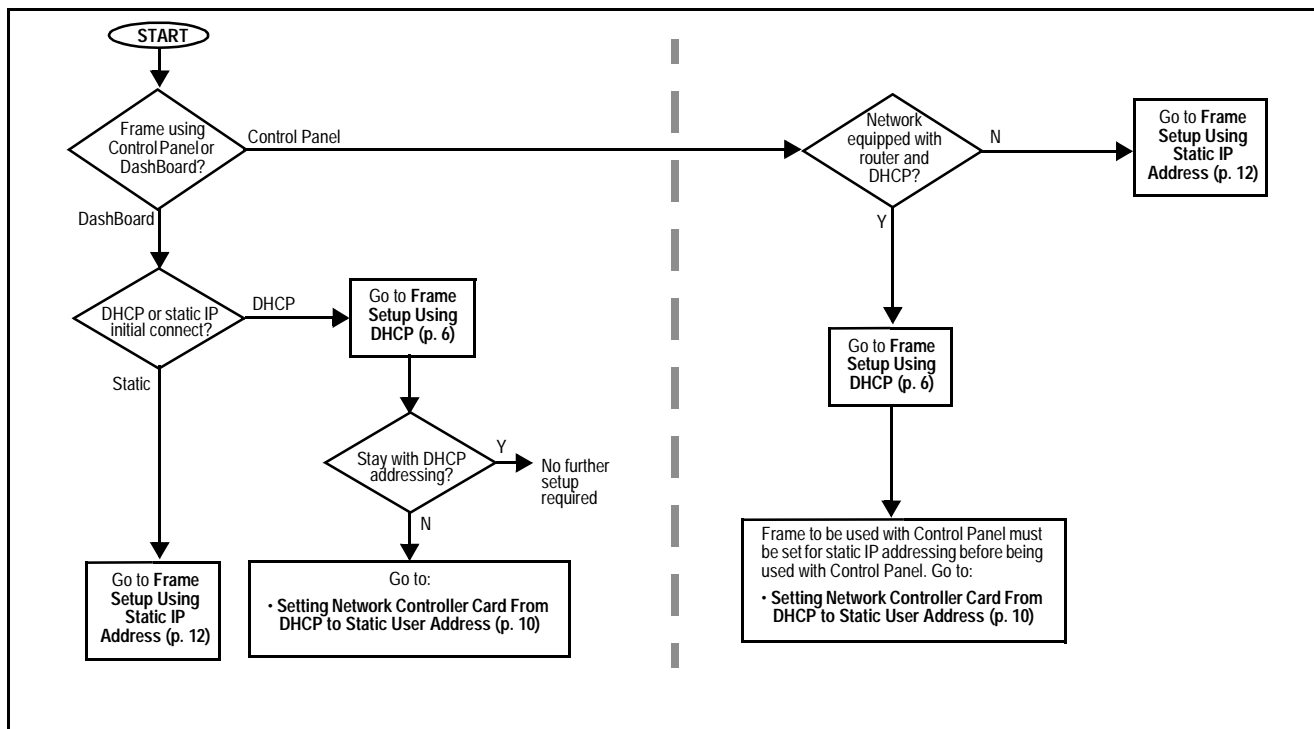 START
Frame using
Control Panel or
DashBoard?
Control Panel
DashBoard
DHCP or static IP
initial connect?
DHCP
Static
Go to Frame
Setup Using
DHCP (p. 6)
Stay with DHCP
addressing?
Y
No further
setup
required
N
Go to Frame
Setup Using
Static IP
Address (p. 12)
Go to:
• Setting Network Controller Card From
DHCP to Static User Address (p. 10)
Network
equipped with
router and
DHCP?
N
Go to Frame
Setup Using
Static IP
Address (p. 12)
Y
Go to Frame
Setup Using
DHCP (p. 6)
Frame to be used with Control Panel must
be set for static IP addressing before being
used with Control Panel. Go to:
• Setting Network Controller Card From
DHCP to Static User Address (p. 10)